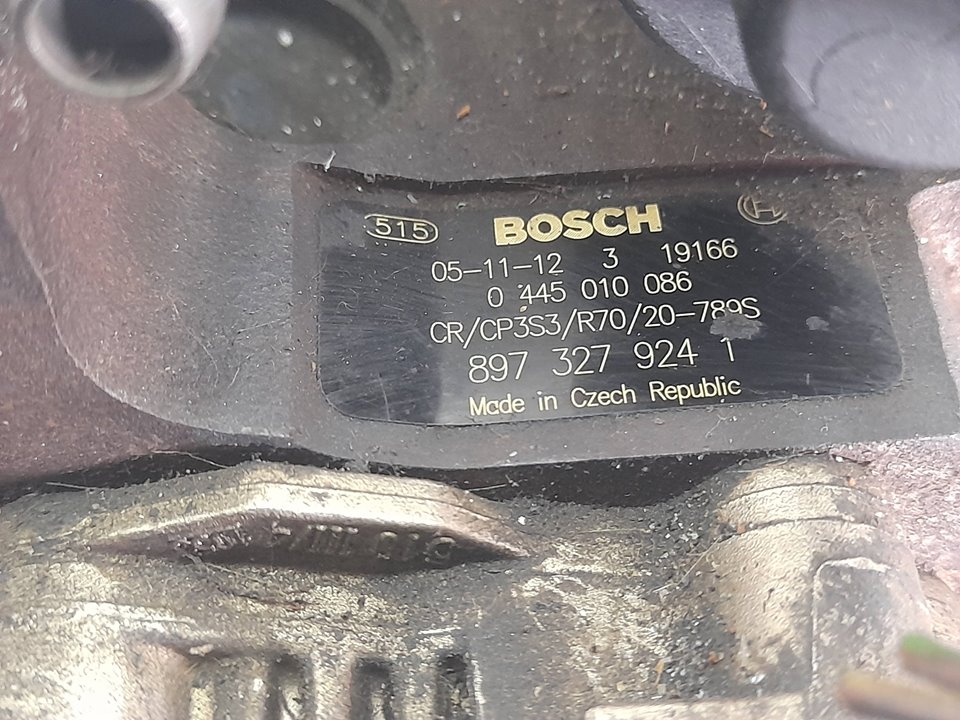 515 BOSCH
05-11-12 3 19166
0 445 010 086
CR/CP3S3/R70/20-789S
897 327 924 1
Made in Czech Republic